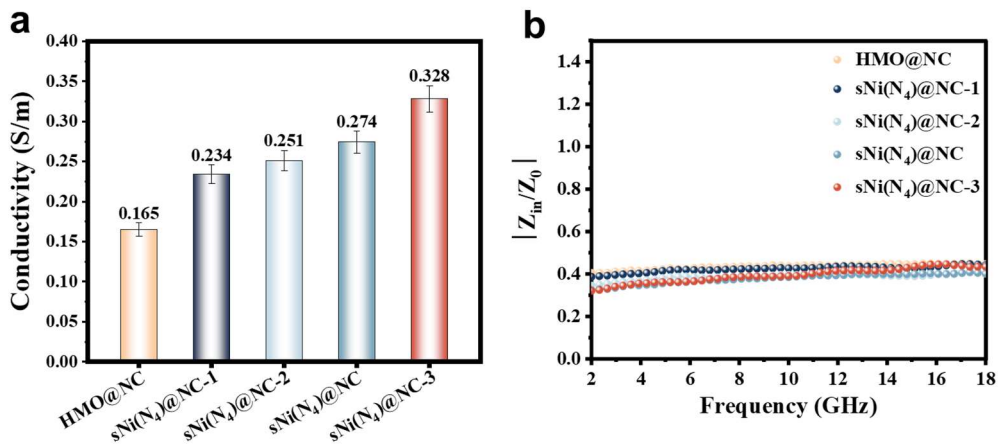 a
Conductivity (S/m)
0.40
0.35
0.30
0.25
0.20
0.15
0.10
0.05
0.00
0.165
0.234
0.251
0.274
0.328
HMO@NC
sNi(N₄)@NC-1
sNi(N₄)@NC-2
sNi(N₄)@NC
sNi(N₄)@NC-3
b
|Z_in/Z₀|
1.4
1.2
1.0
0.8
0.6
0.4
0.2
0.0
HMO@NC
sNi(N₄)@NC-1
sNi(N₄)@NC-2
sNi(N₄)@NC
sNi(N₄)@NC-3
2 4 6 8 10 12 14 16 18
Frequency (GHz)